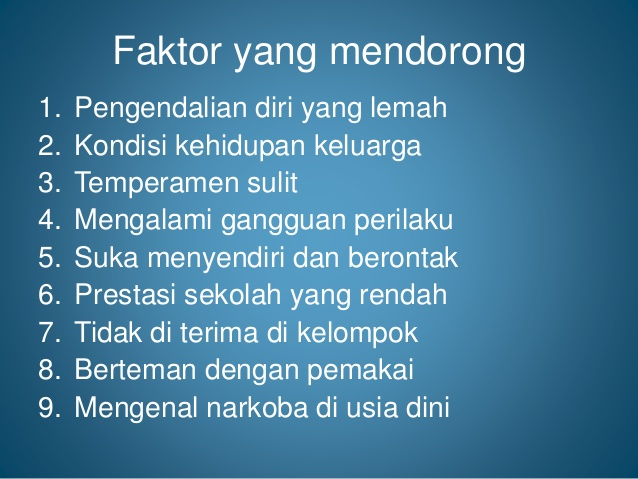 Faktor yang mendorong
1. Pengendalian diri yang lemah
2. Kondisi kehidupan keluarga
3. Temperamen sulit
4. Mengalami gangguan perilaku
5. Suka menyendiri dan berontak
6. Prestasi sekolah yang rendah
7. Tidak di terima di kelompok
8. Berteman dengan pemakai
9. Mengenal narkoba di usia dini